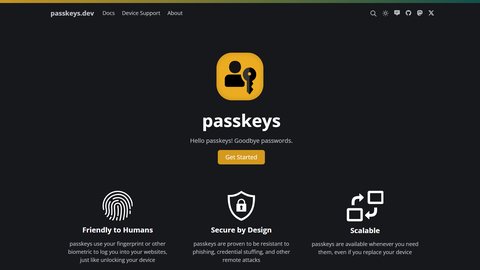 passkeys.dev Docs Device Support About
passkeys
Hello passkeys! Goodbye passwords.
Get Started
Friendly to Humans
passkeys use your fingerprint or other
biometric to log you into your websites,
just like unlocking your device
Secure by Design
passkeys are proven to be resistant to
phishing, credential stuffing, and other
remote attacks
Scalable
passkeys are available whenever you need
them, even if you replace your device